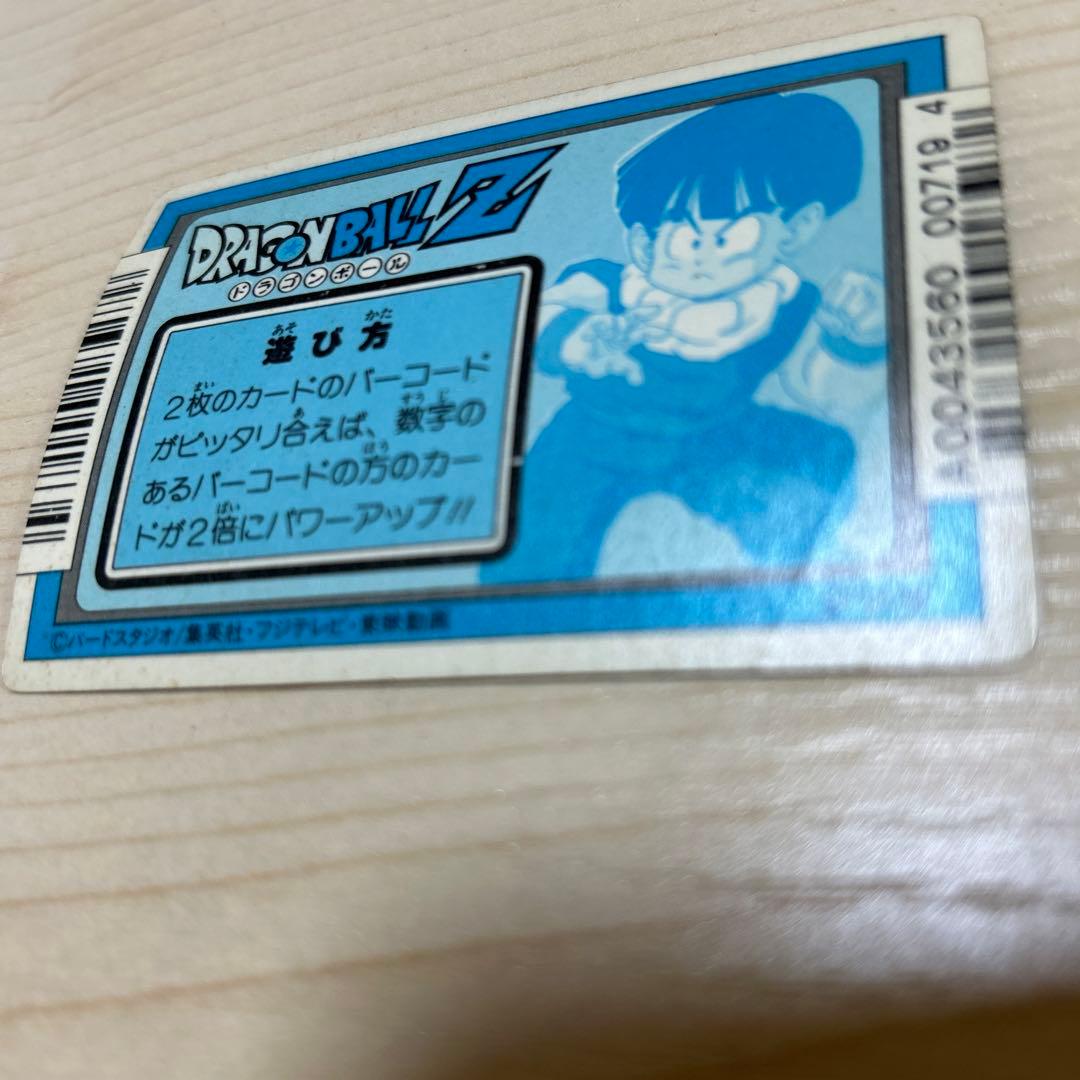 DRAGON BALL Z
ドラゴンボール
遊び方
2枚のカードのバーコード
がピッタリ合えば、数字の
あるバーコードの方のカー
ドが2倍にパワーアップ!!
©バードスタジオ/集英社・フジテレビ・東映動画
A0043560 00719 4